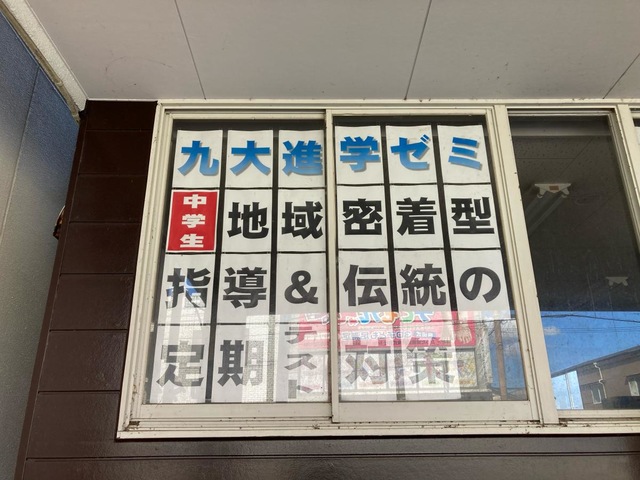 九大進学ゼミ
中学生 地域密着型
指導&伝統の
定期テスト対策